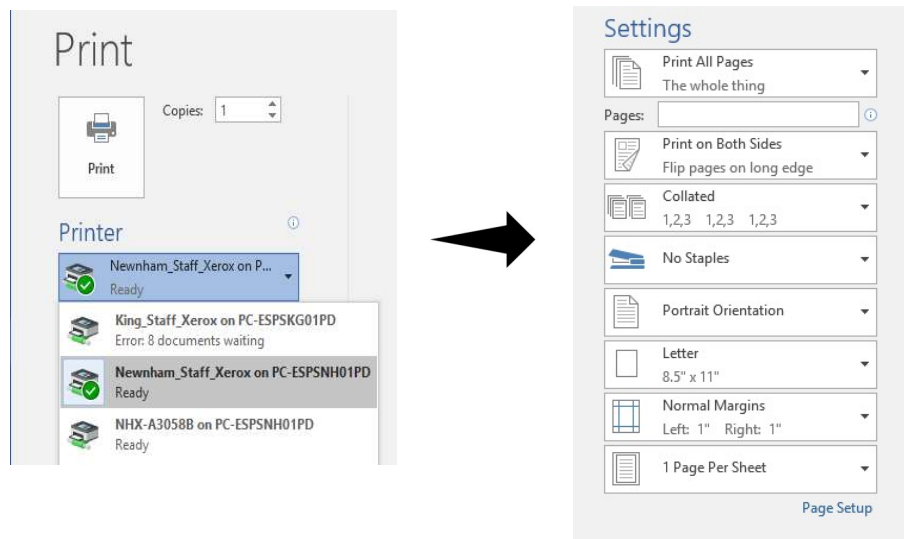 Print
Copies: 1
Print
Printer
Newnham_Staff_Xerox on P...
Ready
King_Staff_Xerox on PC-ESPSKG01PD
Error: 8 documents waiting
Newnham_Staff_Xerox on PC-ESPSNH01PD
Ready
NHX-A3058B on PC-ESPSNH01PD
Ready
Settings
Print All Pages
The whole thing
Pages:
Print on Both Sides
Flip pages on long edge
Collated
1,2,3 1,2,3 1,2,3
No Staples
Portrait Orientation
Letter
8.5" x 11"
Normal Margins
Left: 1" Right: 1"
1 Page Per Sheet
Page Setup